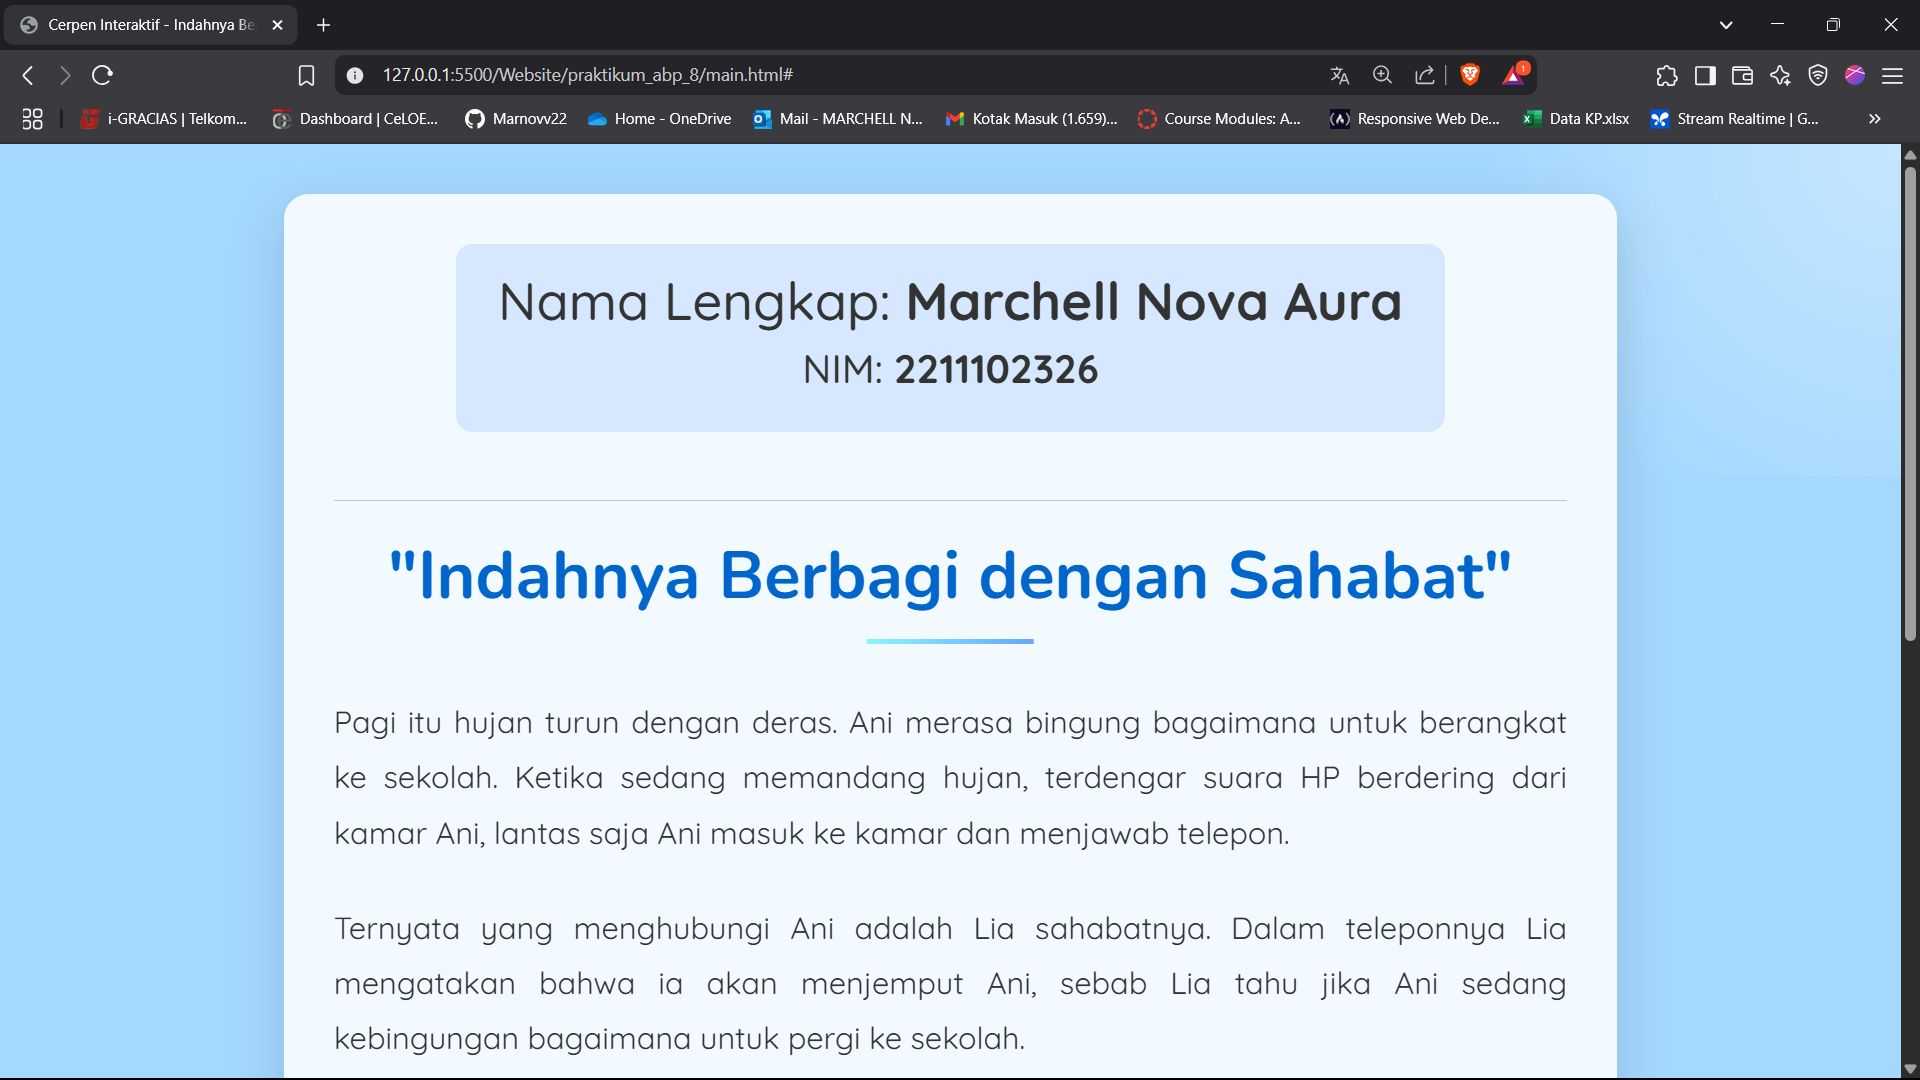 Cerpen Interaktif - Indahnya Be
127.0.0.1:5500/Website/praktikum_abp_8/main.html#
1
i-GRACIAS | Telkom...
Dashboard | CeLOE...
Marnovv22
Home - OneDrive
Mail - MARCHELL N...
Kotak Masuk (1.659)...
Course Modules: A...
Responsive Web De...
Data KP.xlsx
Stream Realtime | G...
Nama Lengkap: Marchell Nova Aura
NIM: 2211102326
"Indahnya Berbagi dengan Sahabat"
Pagi itu hujan turun dengan deras. Ani merasa bingung bagaimana untuk berangkat
ke sekolah. Ketika sedang memandang hujan, terdengar suara HP berdering dari
kamar Ani, lantas saja Ani masuk ke kamar dan menjawab telepon.
Ternyata yang menghubungi Ani adalah Lia sahabatnya. Dalam teleponnya Lia
mengatakan bahwa ia akan menjemput Ani, sebab Lia tahu jika Ani sedang
kebingungan bagaimana untuk pergi ke sekolah.